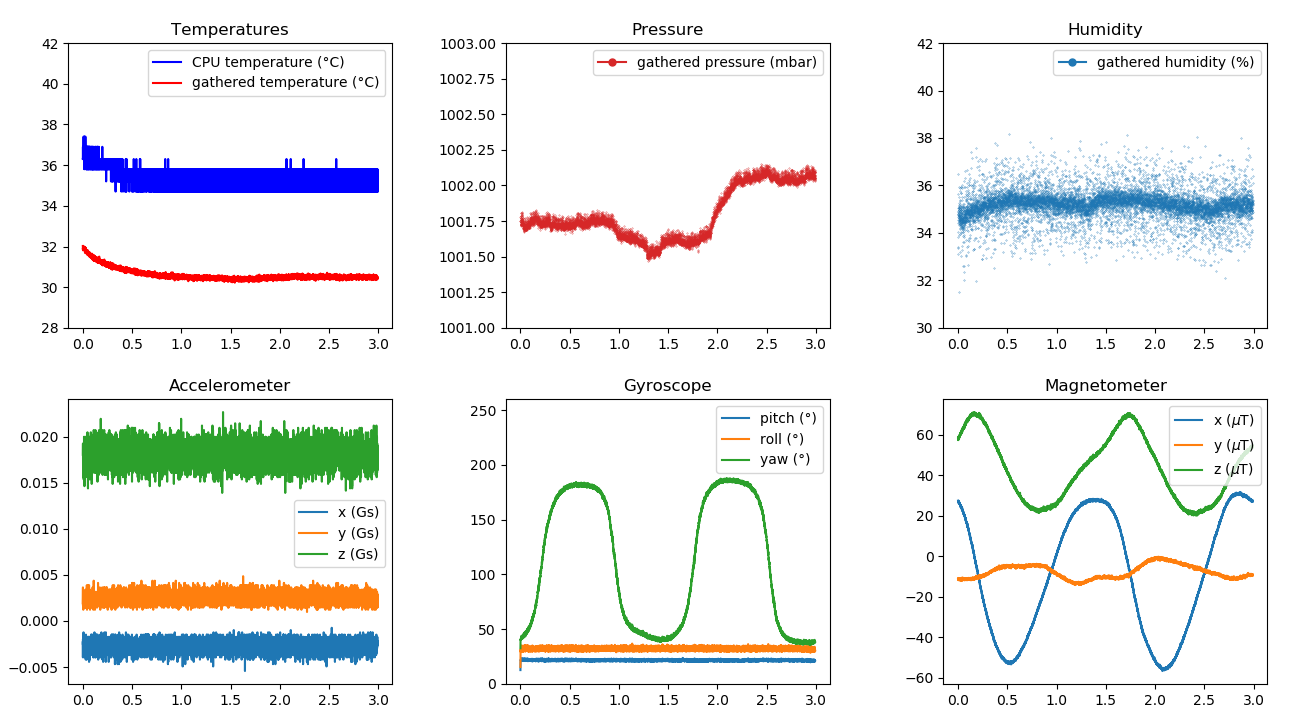 Temperatures
42
40
38
36
34
32
30
28
0.0 0.5 1.0 1.5 2.0 2.5 3.0
CPU temperature (°C)
gathered temperature (°C)
Pressure
1003.00
1002.75
1002.50
1002.25
1002.00
1001.75
1001.50
1001.25
1001.00
0.0 0.5 1.0 1.5 2.0 2.5 3.0
gathered pressure (mbar)
Humidity
42
40
38
36
34
32
30
0.0 0.5 1.0 1.5 2.0 2.5 3.0
gathered humidity (%)
Accelerometer
0.020
0.015
0.010
0.005
0.000
−0.005
0.0 0.5 1.0 1.5 2.0 2.5 3.0
x (Gs)
y (Gs)
z (Gs)
Gyroscope
250
200
150
100
50
0
0.0 0.5 1.0 1.5 2.0 2.5 3.0
pitch (°)
roll (°)
yaw (°)
Magnetometer
60
40
20
0
−20
−40
−60
0.0 0.5 1.0 1.5 2.0 2.5 3.0
x (μT)
y (μT)
z (μT)